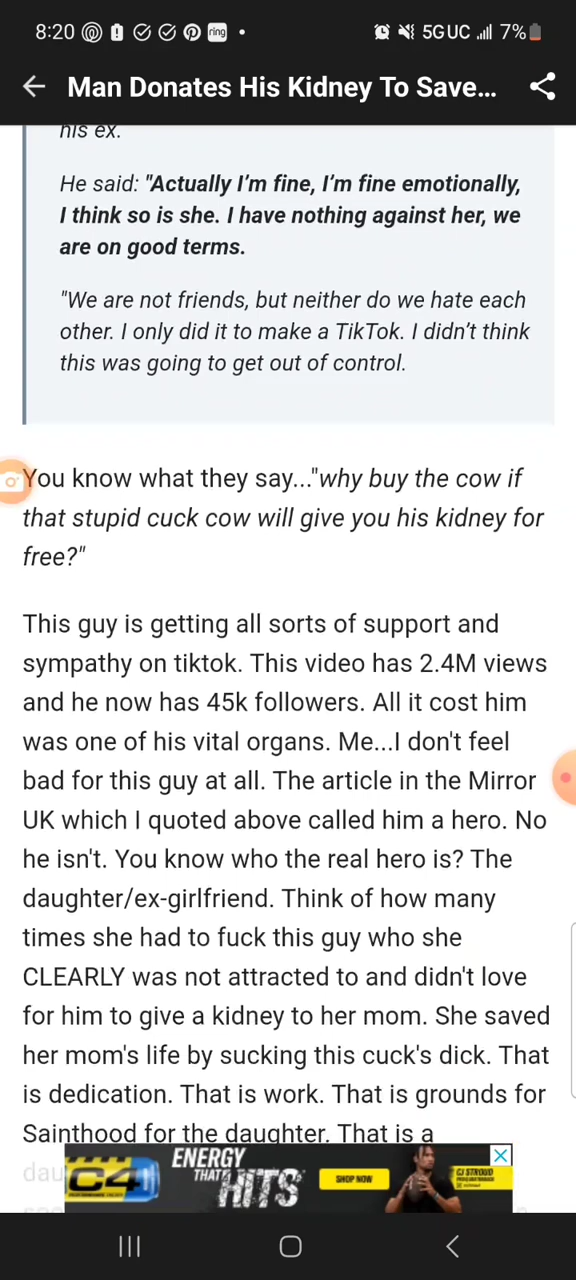 8:20 ring 5GUC 7%
Man Donates His Kidney To Save...
his ex.
He said: "Actually I'm fine, I'm fine emotionally,
I think so is she. I have nothing against her, we
are on good terms.
"We are not friends, but neither do we hate each
other. I only did it to make a TikTok. I didn't think
this was going to get out of control.
You know what they say..."why buy the cow if
that stupid cuck cow will give you his kidney for
free?"
This guy is getting all sorts of support and
sympathy on tiktok. This video has 2.4M views
and he now has 45k followers. All it cost him
was one of his vital organs. Me...I don't feel
bad for this guy at all. The article in the Mirror
UK which I quoted above called him a hero. No
he isn't. You know who the real hero is? The
daughter/ex-girlfriend. Think of how many
times she had to fuck this guy who she
CLEARLY was not attracted to and didn't love
for him to give a kidney to her mom. She saved
her mom's life by sucking this cuck's dick. That
is dedication. That is work. That is grounds for
Sainthood for the daughter. That is a
dau
C4
ENERGY
THAT HITS
SHOP NOW
CJ STROUD